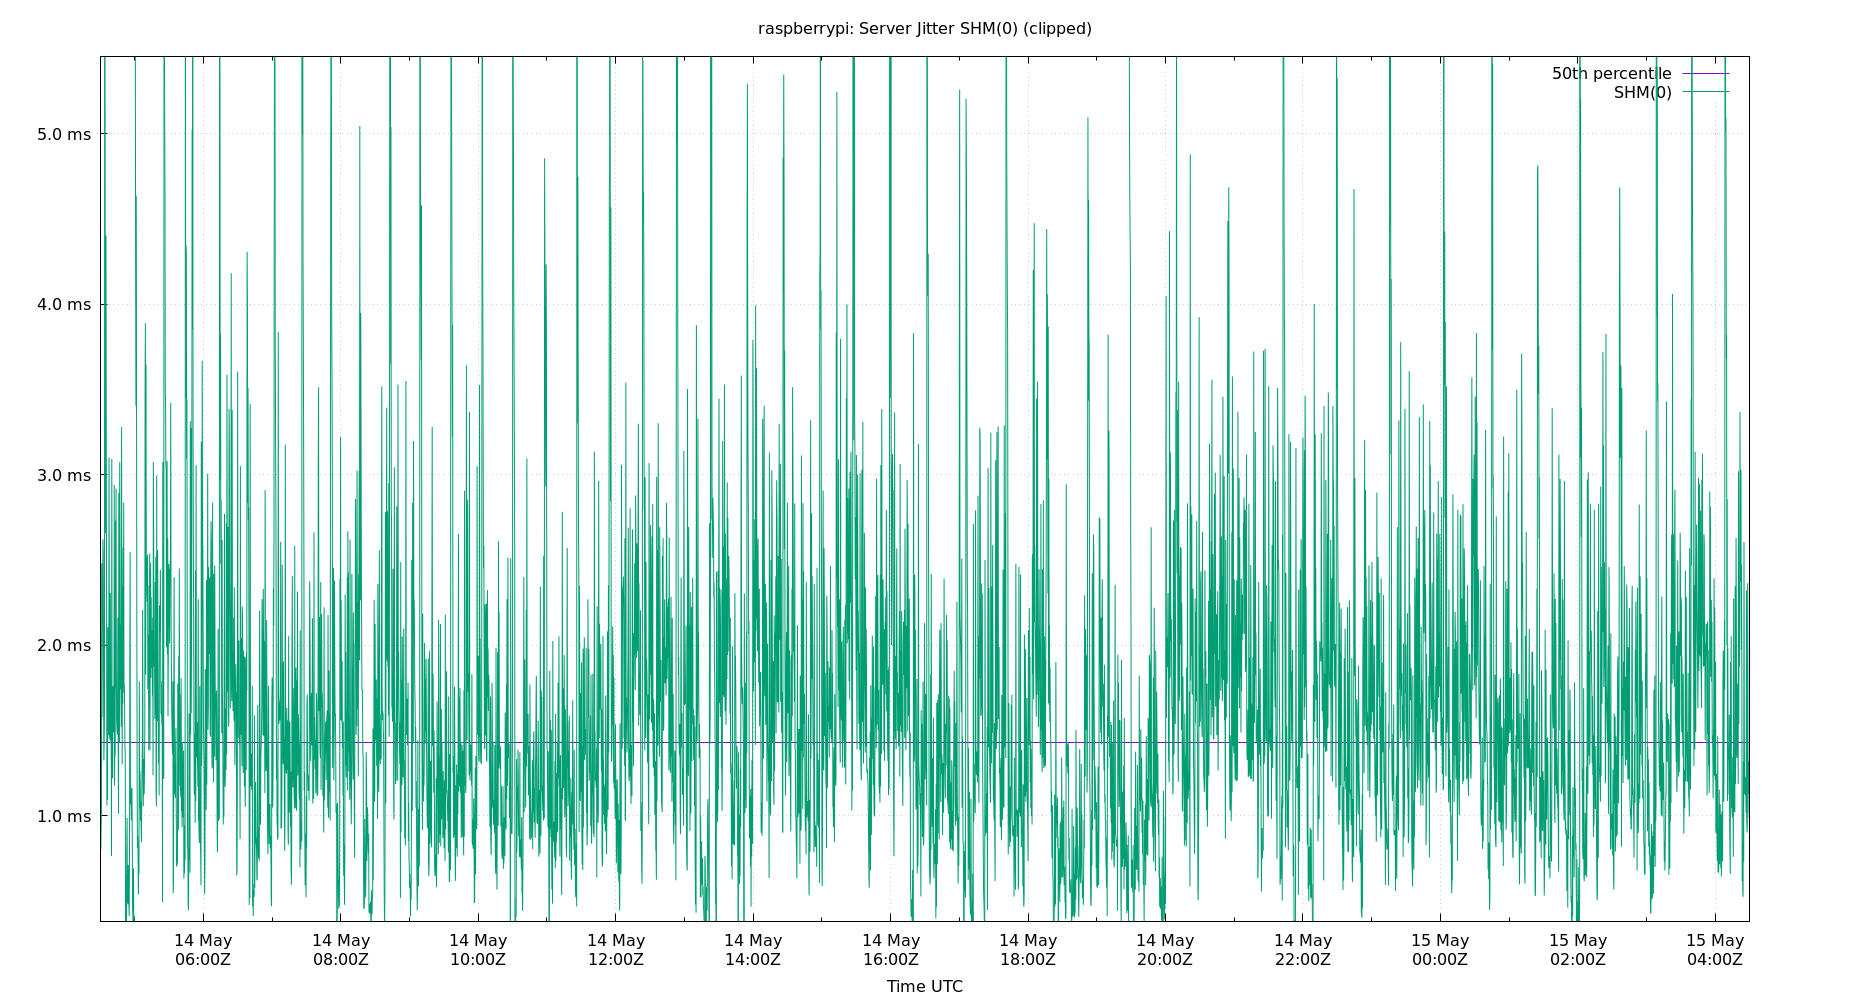 raspberrypi: Server Jitter SHM(0) (clipped)
50th percentile
SHM(0)
5.0 ms
4.0 ms
3.0 ms
2.0 ms
1.0 ms
14 May 14 May 14 May 14 May 14 May 14 May 14 May 14 May 14 May 15 May 15 May 15 May
06:00Z 08:00Z 10:00Z 12:00Z 14:00Z 16:00Z 18:00Z 20:00Z 22:00Z 00:00Z 02:00Z 04:00Z
Time UTC